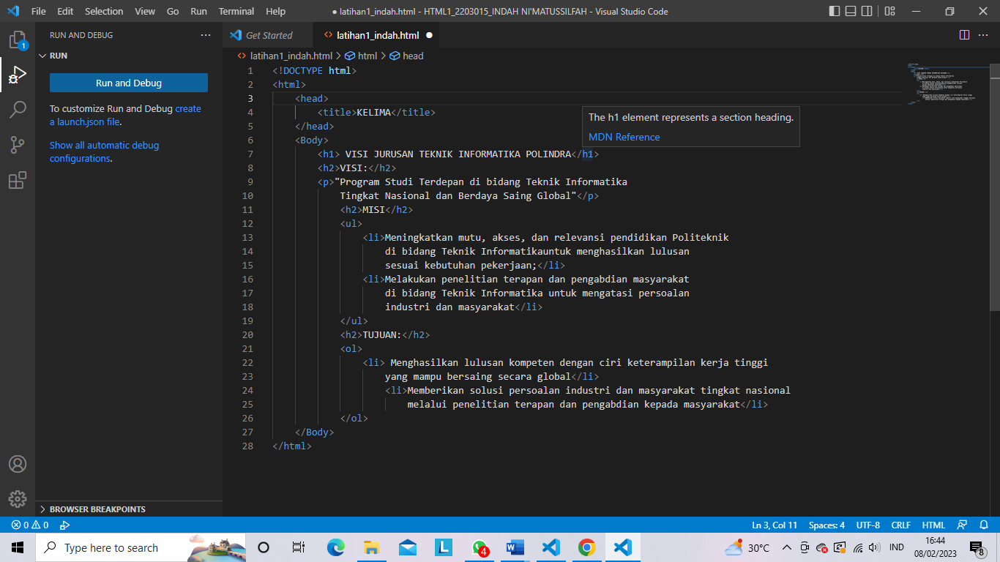 File Edit Selection View Go Run Terminal Help
● latihan1_indah.html - HTML1_2203015_INDAH NI'MATUSSILFAH - Visual Studio Code
RUN AND DEBUG ...
RUN
Run and Debug
To customize Run and Debug create
a launch.json file.
Show all automatic debug
configurations.
BROWSER BREAKPOINTS
1
Get Started
<> latihan1_indah.html ●
<> latihan1_indah.html > html > head
1 <!DOCTYPE html>
2 <html>
3 <head>
4 <title>KELIMA</title>
5 </head>
6 <Body>
7 <h1> VISI JURUSAN TEKNIK INFORMATIKA POLINDRA</h1>
8 <h2>VISI:</h2>
9 <p>"Program Studi Terdepan di bidang Teknik Informatika
10 Tingkat Nasional dan Berdaya Saing Global"</p>
11 <h2>MISI</h2>
12 <ul>
13 <li>Meningkatkan mutu, akses, dan relevansi pendidikan Politeknik
14 di bidang Teknik Informatikauntuk menghasilkan lulusan
15 sesuai kebutuhan pekerjaan;</li>
16 <li>Melakukan penelitian terapan dan pengabdian masyarakat
17 di bidang Teknik Informatika untuk mengatasi persoalan
18 industri dan masyarakat</li>
19 </ul>
20 <h2>TUJUAN:</h2>
21 <ol>
22 <li> Menghasilkan lulusan kompeten dengan ciri keterampilan kerja tinggi
23 yang mampu bersaing secara global</li>
24 <li>Memberikan solusi persoalan industri dan masyarakat tingkat nasional
25 melalui penelitian terapan dan pengabdian kepada masyarakat</li>
26 </ol>
27 </Body>
28 </html>
The h1 element represents a section heading.
MDN Reference
0 0
Ln 3, Col 11 Spaces: 4 UTF-8 CRLF HTML
Type here to search
L
4
W
30°C
IND
16:44
08/02/2023
8